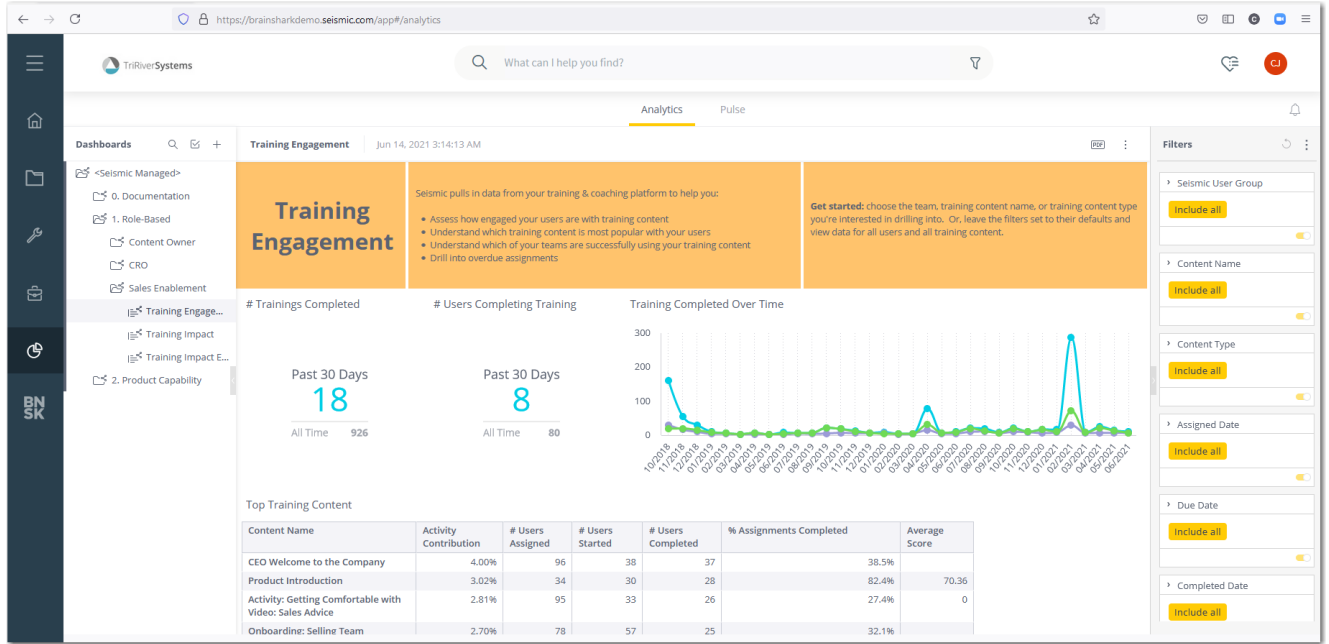 https://brainsharkdemo.seismic.com/app#/analytics
C
TriRiverSystems
What can I help you find?
CJ
Analytics
Pulse
Dashboards
Training Engagement
Jun 14, 2021 3:14:13 AM
PDF
Filters
<Seismic Managed>
0. Documentation
1. Role-Based
Content Owner
CRO
Sales Enablement
Training Engage...
Training Impact
Training Impact E...
2. Product Capability
BN
SK
Training
Engagement
Seismic pulls in data from your training & coaching platform to help you:
• Assess how engaged your users are with training content
• Understand which training content is most popular with your users
• Understand which of your teams are successfully using your training content
• Drill into overdue assignments
Get started: choose the team, training content name, or training content type
you're interested in drilling into. Or, leave the filters set to their defaults and
view data for all users and all training content.
# Trainings Completed
Past 30 Days
18
All Time 926
# Users Completing Training
Past 30 Days
8
All Time 80
Training Completed Over Time
300
200
100
0
10/2018 11/2018 12/2018 01/2019 02/2019 03/2019 04/2019 05/2019 06/2019 07/2019 08/2019 09/2019 10/2019 11/2019 12/2019 01/2020 02/2020 03/2020 04/2020 05/2020 06/2020 07/2020 08/2020 09/2020 10/2020 11/2020 12/2020 01/2021 02/2021 03/2021 04/2021 05/2021 06/2021
Top Training Content
Content Name Activity Contribution # Users Assigned # Users Started # Users Completed % Assignments Completed Average Score
CEO Welcome to the Company 4.00% 96 38 37 38.5%
Product Introduction 3.02% 34 30 28 82.4% 70.36
Activity: Getting Comfortable with 2.81% 95 33 26 27.4% 0
Video: Sales Advice
Onboarding: Selling Team 2.70% 78 57 25 32.1%
Seismic User Group
Include all
Content Name
Include all
Content Type
Include all
Assigned Date
Include all
Due Date
Include all
Completed Date
Include all